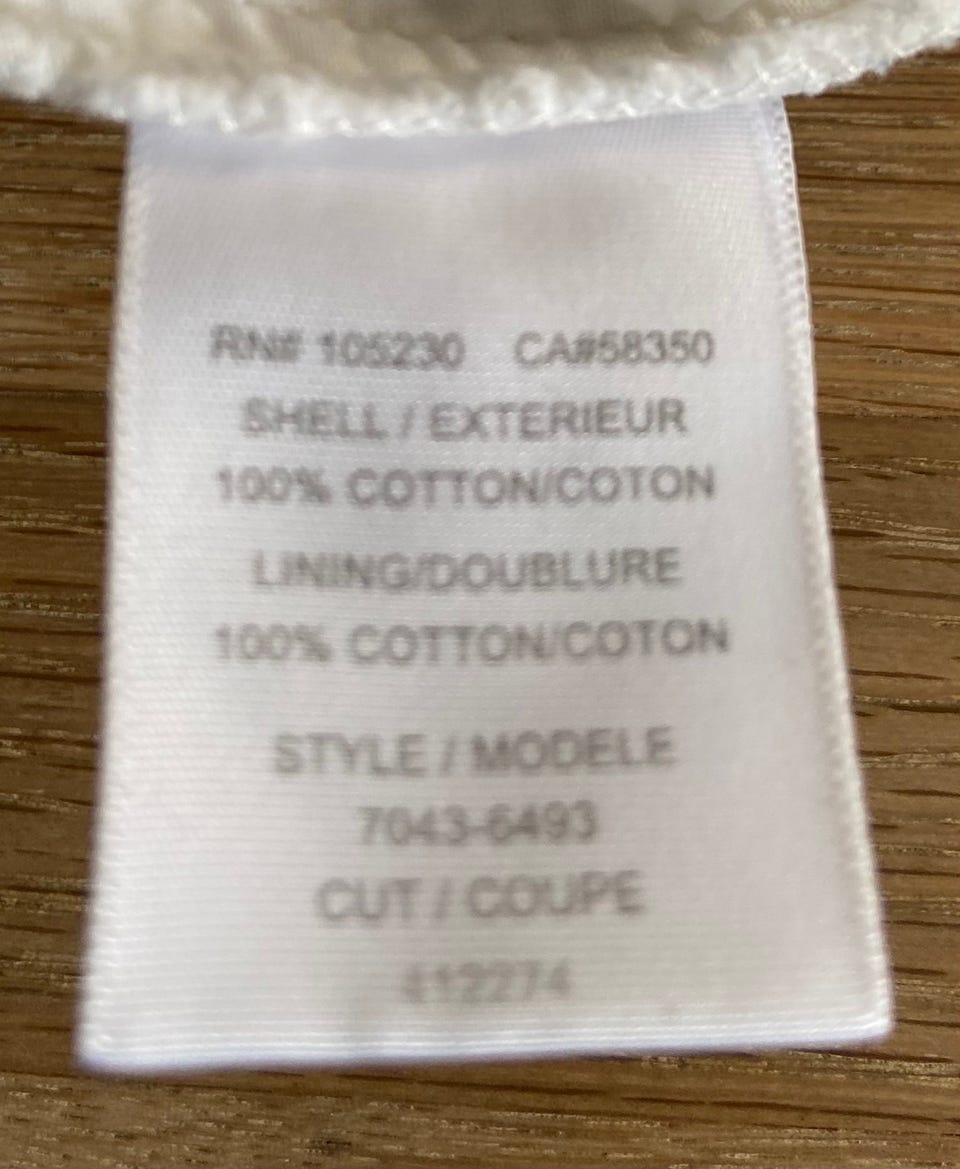 RN# 105230 CA#58350
SHELL / EXTERIEUR
100% COTTON/COTON
LINING/DOUBLURE
100% COTTON/COTON
STYLE / MODELE
7043-6493
CUT / COUPE
412274